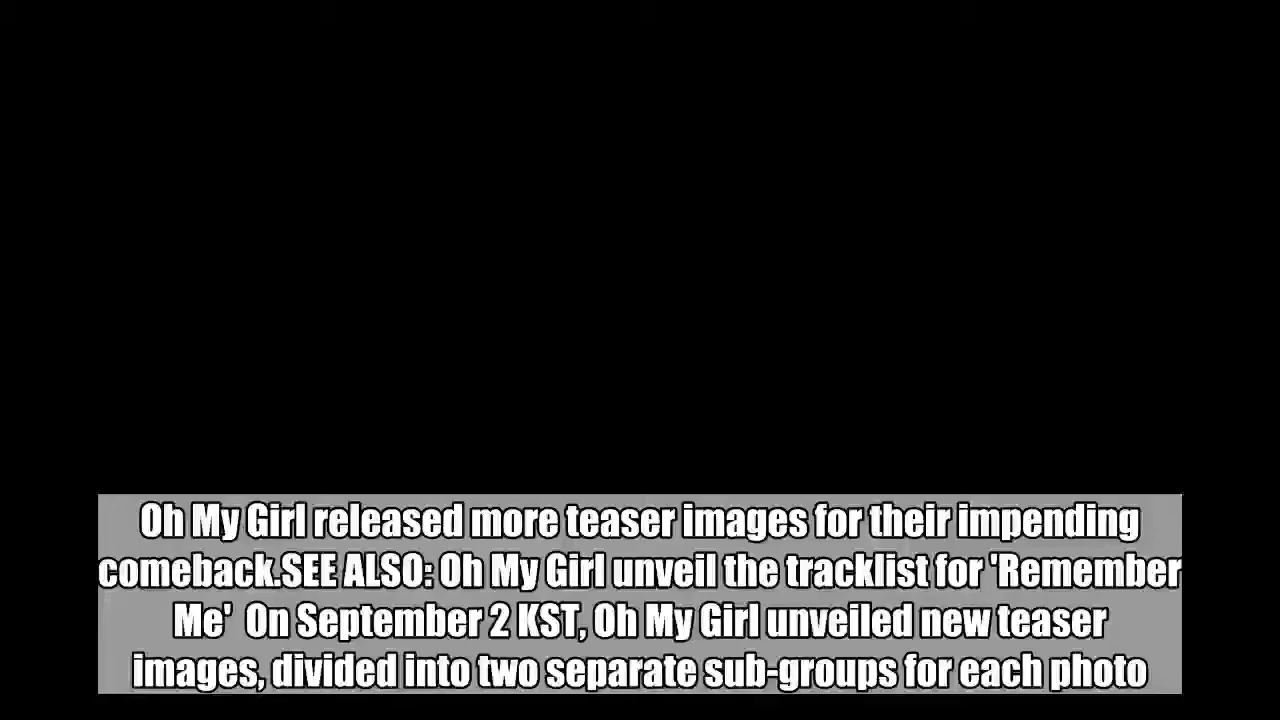 Oh My Girl released more teaser images for their impending
comeback.SEE ALSO: Oh My Girl unveil the tracklist for 'Remember
Me'  On September 2 KST, Oh My Girl unveiled new teaser
images, divided into two separate sub-groups for each photo